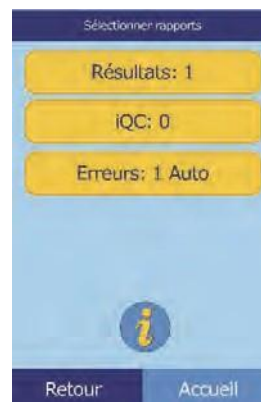 Sélectionner rapports
Résultats: 1
iQC: 0
Erreurs: 1 Auto
i
Retour Accueil